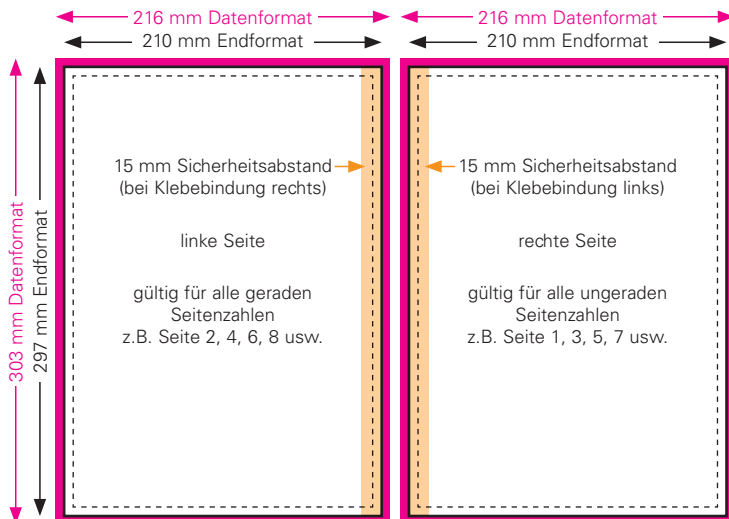 216 mm Datenformat
210 mm Endformat
303 mm Datenformat
297 mm Endformat
15 mm Sicherheitsabstand
(bei Klebebindung rechts)
linke Seite
gültig für alle geraden
Seitenzahlen
z.B. Seite 2, 4, 6, 8 usw.
216 mm Datenformat
210 mm Endformat
15 mm Sicherheitsabstand
(bei Klebebindung links)
rechte Seite
gültig für alle ungeraden
Seitenzahlen
z.B. Seite 1, 3, 5, 7 usw.